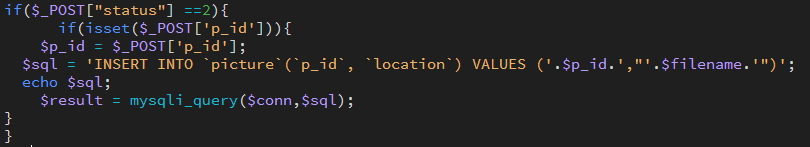 if($_POST["status"] ==2){
if(isset($_POST['p_id'])){
$p_id = $_POST['p_id'];
$sql = 'INSERT INTO `picture`(`p_id`, `location`) VALUES ('.$p_id.',"'.$filename.'")';
echo $sql;
$result = mysqli_query($conn,$sql);
}
}